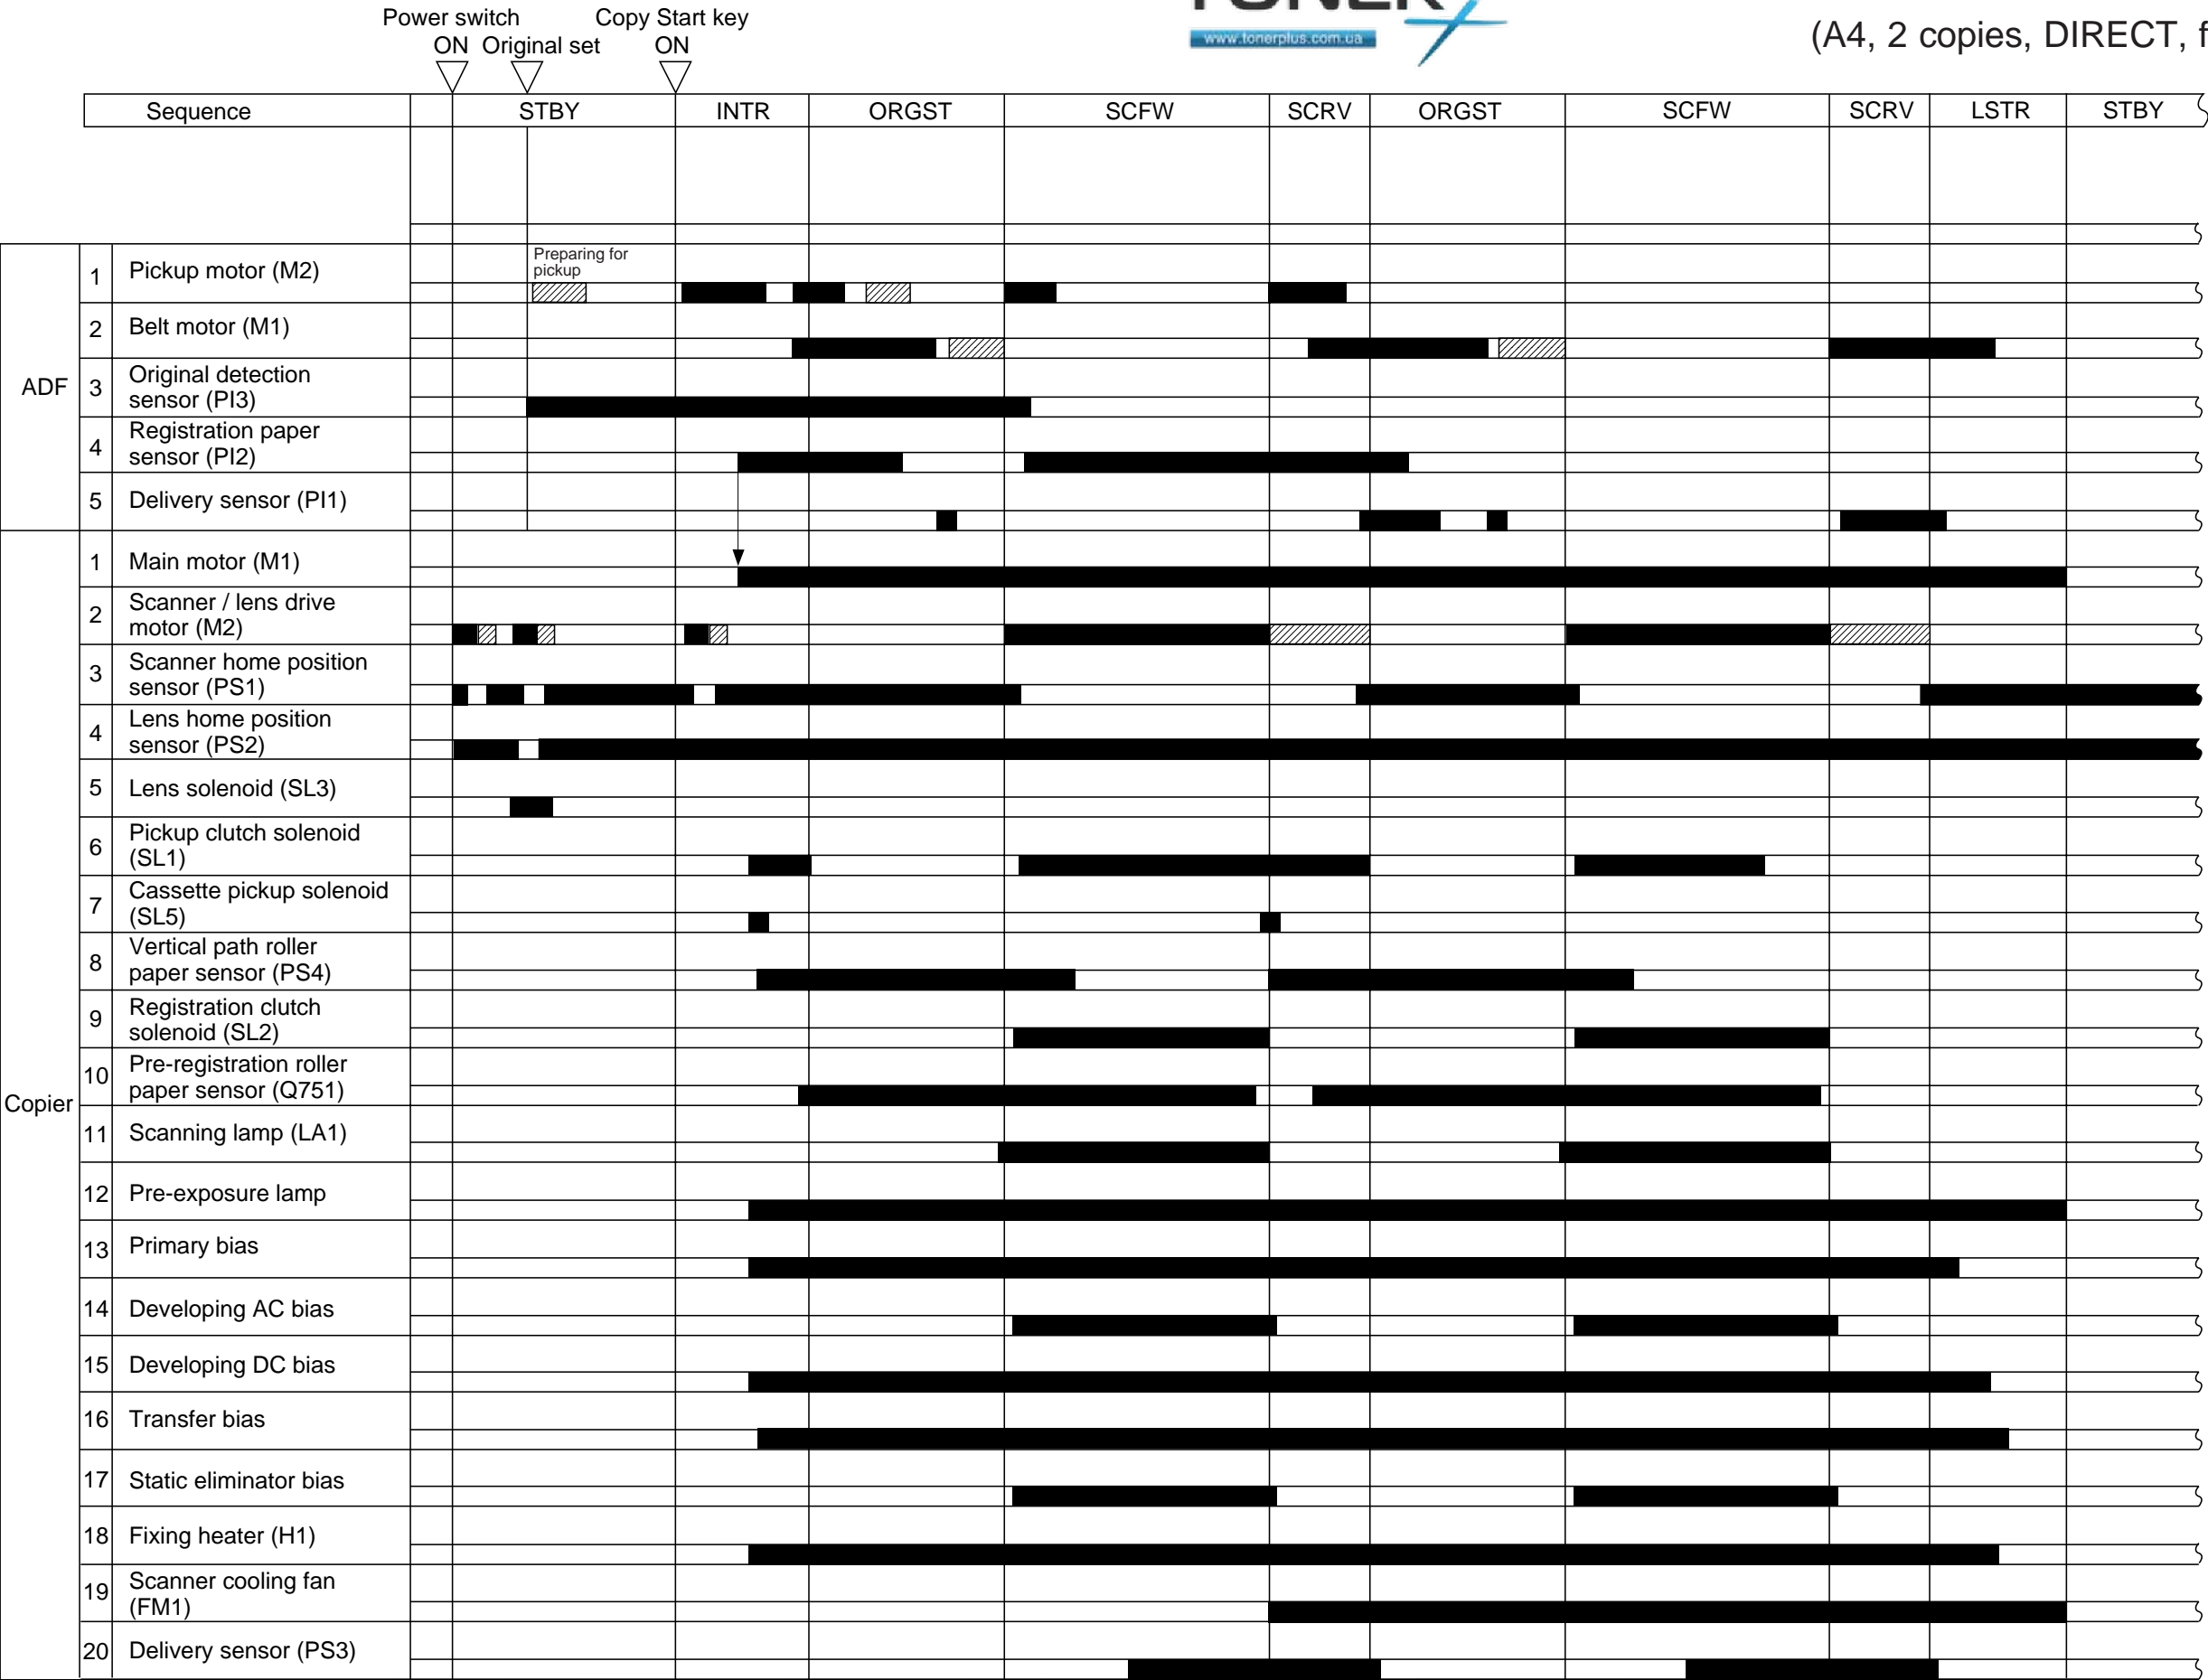 Power switch
ON
Original set
Copy Start key
ON
TONER
www.tonerplus.com.ua
(A4, 2 copies, DIRECT, f
Sequence STBY INTR ORGST SCFW SCRV ORGST SCFW SCRV LSTR STBY
ADF
1 Pickup motor (M2)
Preparing for
pickup
2 Belt motor (M1)
3 Original detection
sensor (PI3)
4 Registration paper
sensor (PI2)
5 Delivery sensor (PI1)
Copier
1 Main motor (M1)
2 Scanner / lens drive
motor (M2)
3 Scanner home position
sensor (PS1)
4 Lens home position
sensor (PS2)
5 Lens solenoid (SL3)
6 Pickup clutch solenoid
(SL1)
7 Cassette pickup solenoid
(SL5)
8 Vertical path roller
paper sensor (PS4)
9 Registration clutch
solenoid (SL2)
10 Pre-registration roller
paper sensor (Q751)
11 Scanning lamp (LA1)
12 Pre-exposure lamp
13 Primary bias
14 Developing AC bias
15 Developing DC bias
16 Transfer bias
17 Static eliminator bias
18 Fixing heater (H1)
19 Scanner cooling fan
(FM1)
20 Delivery sensor (PS3)